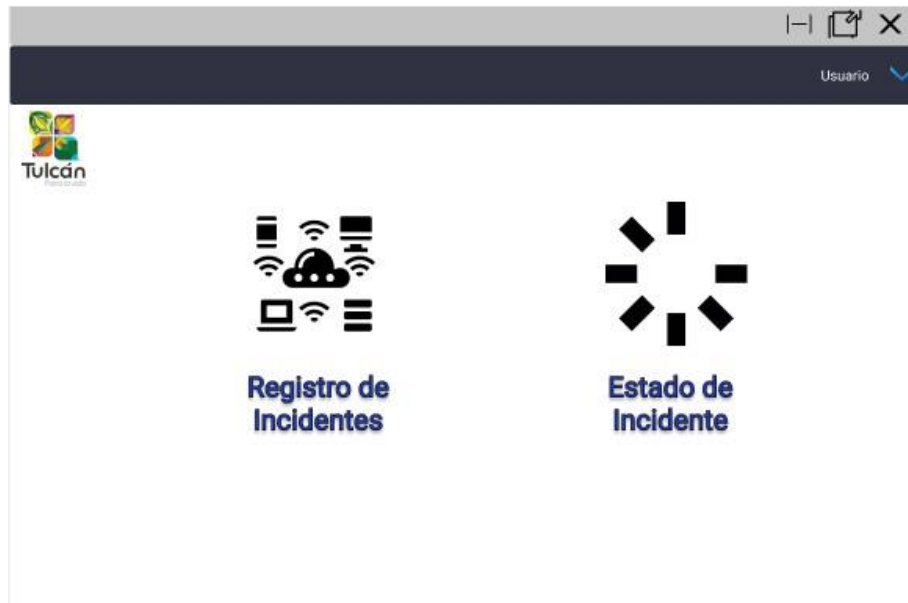 Usuario
Tulcán
Registro de
Incidentes
Estado de
Incidente